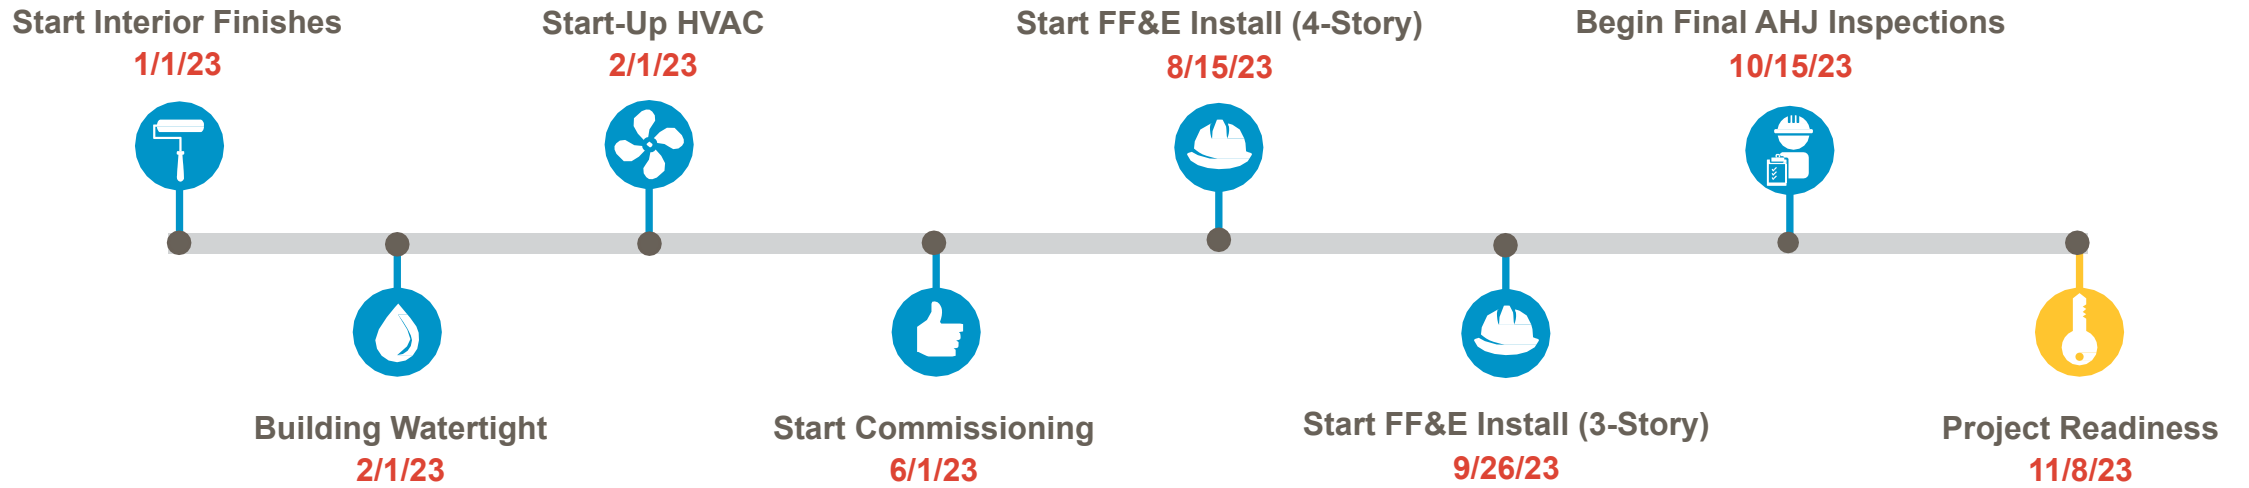 Start Interior Finishes
1/1/23
Start-Up HVAC
2/1/23
Start FF&E Install (4-Story)
8/15/23
Begin Final AHJ Inspections
10/15/23
Building Watertight
2/1/23
Start Commissioning
6/1/23
Start FF&E Install (3-Story)
9/26/23
Project Readiness
11/8/23